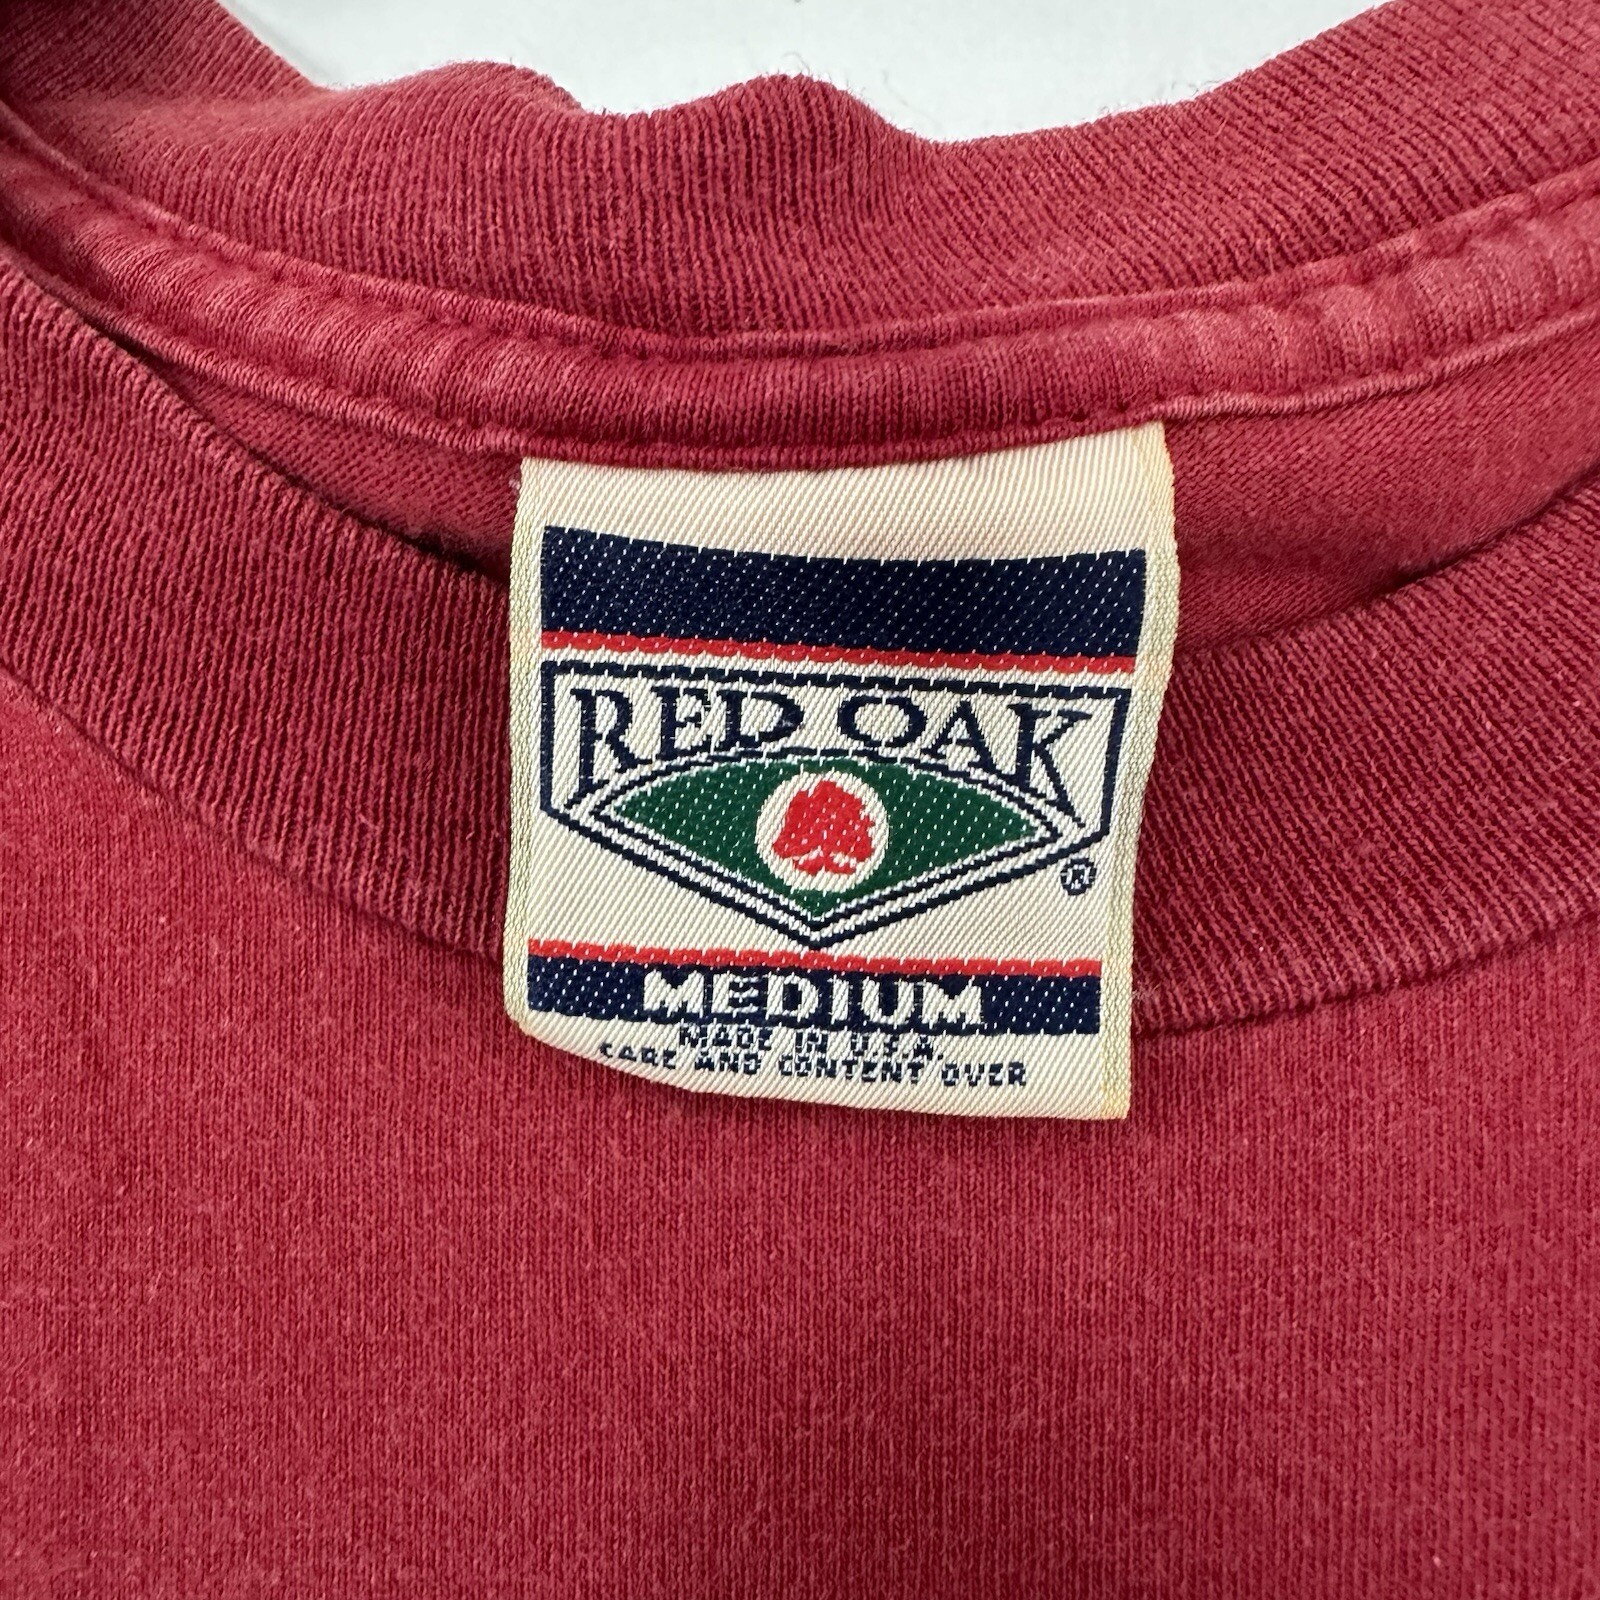 RED OAK
®
MEDIUM
MADE IN U.S.A.
CARE AND CONTENT OVER